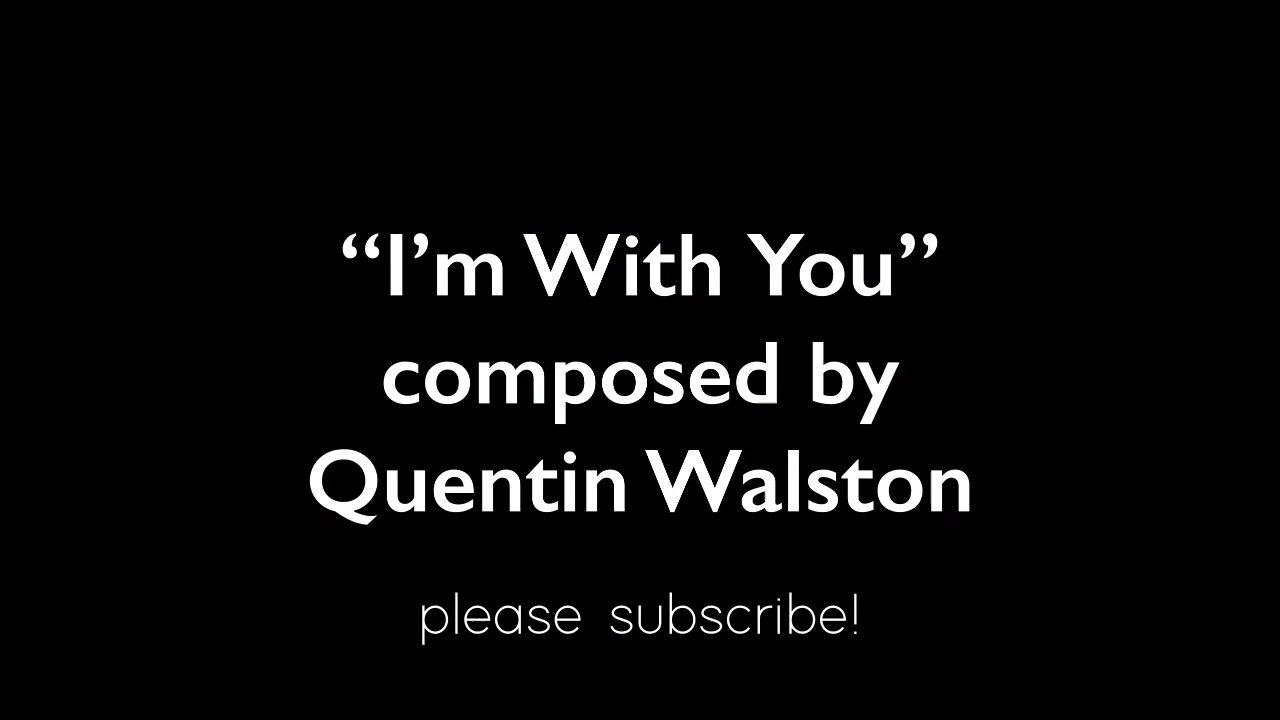 “I’m With You”
composed by
Quentin Walston
please subscribe!